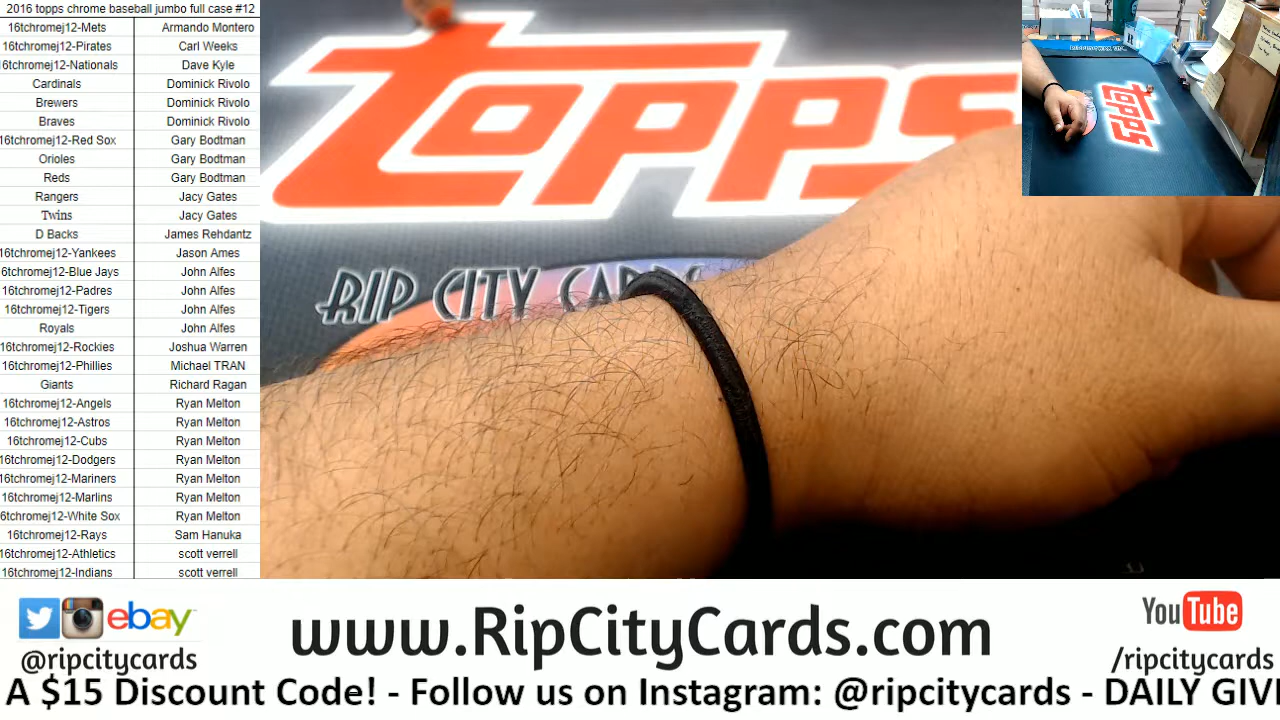 2016 topps chrome baseball jumbo full case #12
16tchromej12-Mets Armando Montero
16tchromej12-Pirates Carl Weeks
16tchromej12-Nationals Dave Kyle
Cardinals Dominick Rivolo
Brewers Dominick Rivolo
Braves Dominick Rivolo
16tchromej12-Red Sox Gary Bodtman
Orioles Gary Bodtman
Reds Gary Bodtman
Rangers Jacy Gates
Twins Jacy Gates
D Backs James Rehdantz
16tchromej12-Yankees Jason Ames
6tchromej12-Blue Jays John Alfes
16tchromej12-Padres John Alfes
16tchromej12-Tigers John Alfes
Royals John Alfes
16tchromej12-Rockies Joshua Warren
16tchromej12-Phillies Michael TRAN
Giants Richard Ragan
16tchromej12-Angels Ryan Melton
16tchromej12-Astros Ryan Melton
16tchromej12-Cubs Ryan Melton
16tchromej12-Dodgers Ryan Melton
16tchromej12-Mariners Ryan Melton
16tchromej12-Marlins Ryan Melton
6tchromej12-White Sox Ryan Melton
16tchromej12-Rays Sam Hanuka
16tchromej12-Athletics scott verrell
16tchromej12-Indians scott verrell
topps
RIP CITY CARDS
topps
ebay
@ripcitycards
www.RipCityCards.com
YouTube
/ripcitycards
A $15 Discount Code! - Follow us on Instagram: @ripcitycards - DAILY GIVE